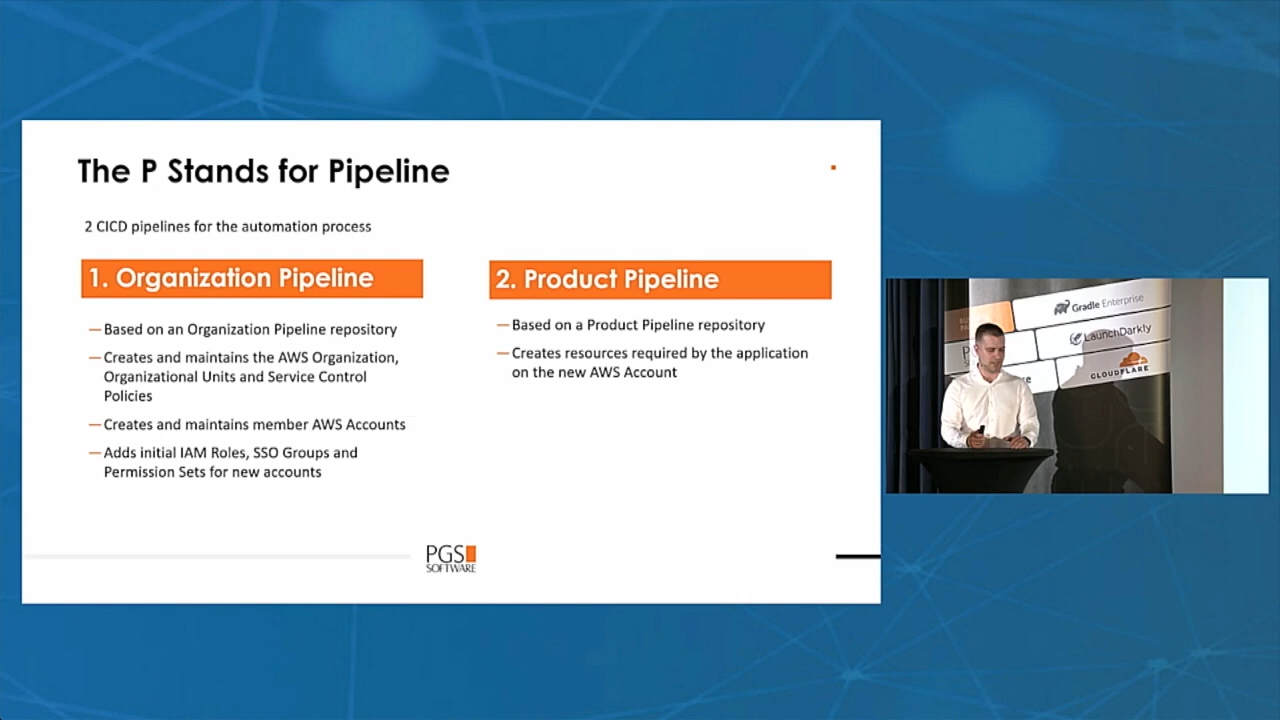 The P Stands for Pipeline
2 CICD pipelines for the automation process
1. Organization Pipeline
— Based on an Organization Pipeline repository
— Creates and maintains the AWS Organization,
Organizational Units and Service Control
Policies
— Creates and maintains member AWS Accounts
— Adds initial IAM Roles, SSO Groups and
Permission Sets for new accounts
2. Product Pipeline
— Based on a Product Pipeline repository
— Creates resources required by the application
on the new AWS Account
PGS
SOFTWARE
Gradle Enterprise
LaunchDarkly
CLOUDFLARE